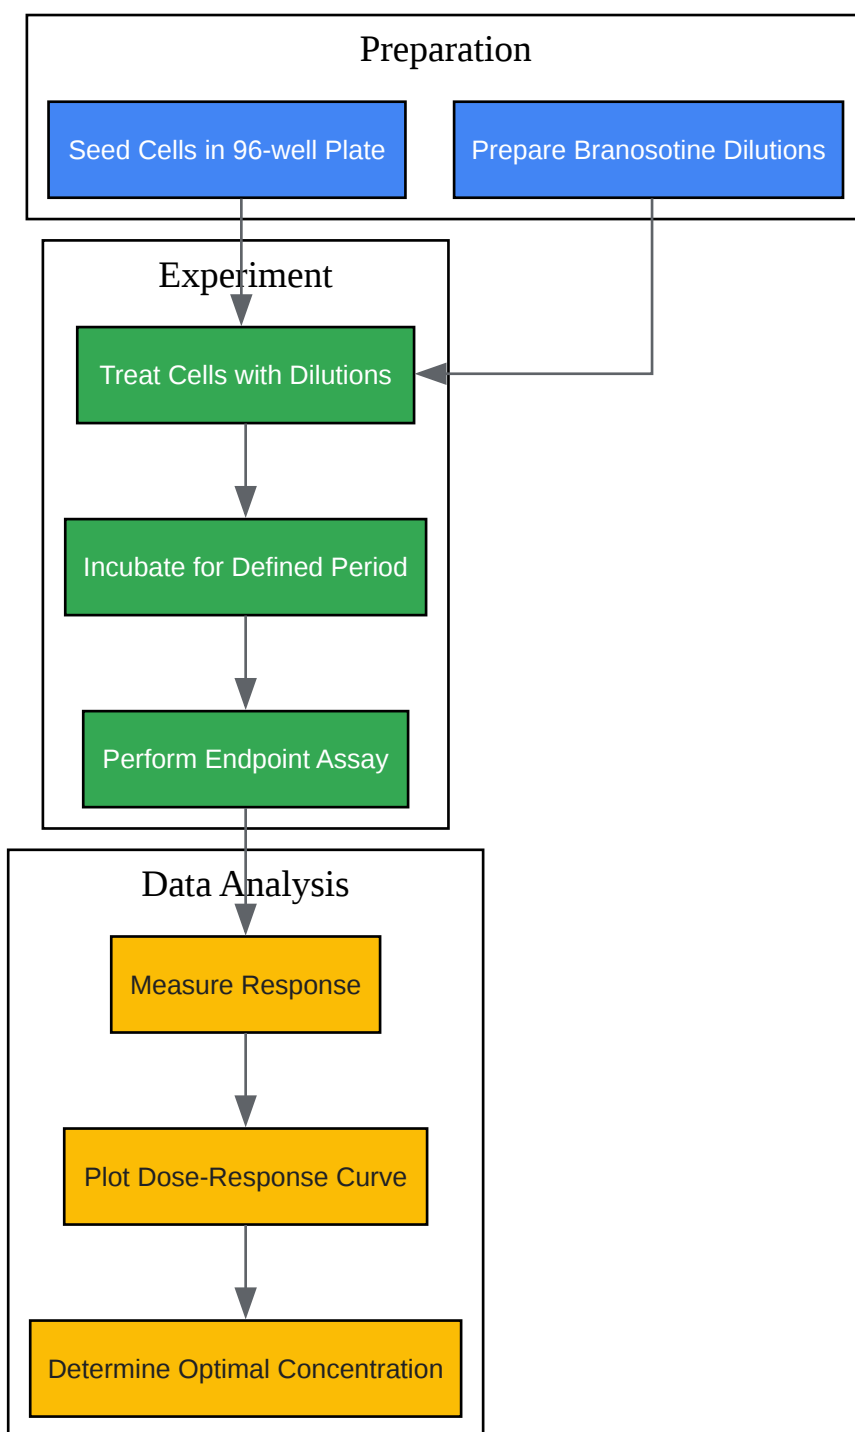 Preparation
Seed Cells in 96-well Plate
Prepare Branosotine Dilutions
Experiment
Treat Cells with Dilutions
Incubate for Defined Period
Perform Endpoint Assay
Data Analysis
Measure Response
Plot Dose-Response Curve
Determine Optimal Concentration